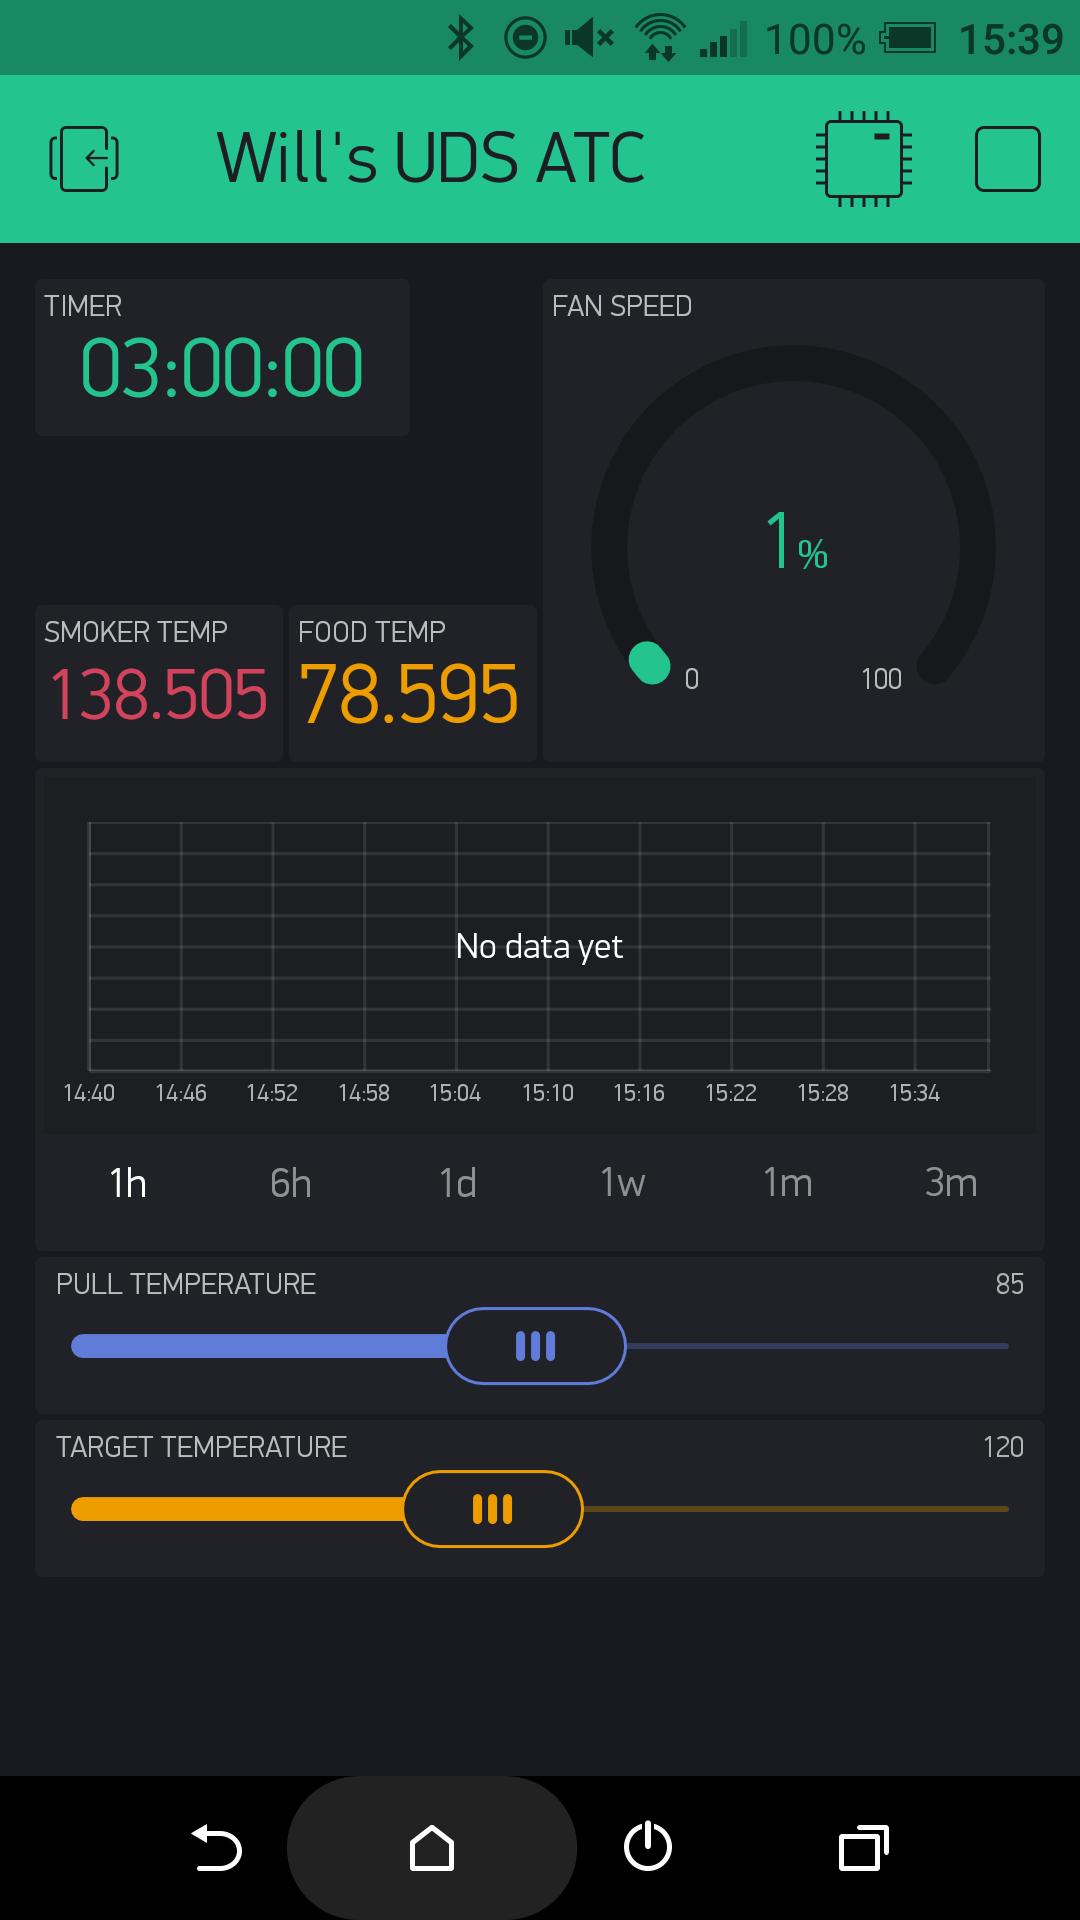 100% 15:39
Will's UDS ATC
TIMER
03:00:00
FAN SPEED
1%
0 100
SMOKER TEMP
138.505
FOOD TEMP
78.595
No data yet
14:40 14:46 14:52 14:58 15:04 15:10 15:16 15:22 15:28 15:34
1h 6h 1d 1w 1m 3m
PULL TEMPERATURE 85
TARGET TEMPERATURE 120